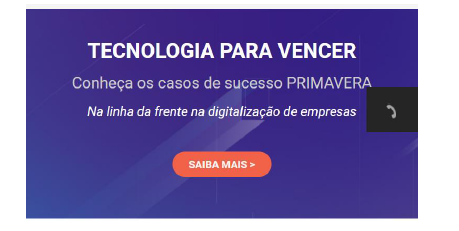 TECNOLOGIA PARA VENCER
Conheça os casos de sucesso PRIMAVERA
Na linha da frente na digitalização de empresas
SAIBA MAIS >